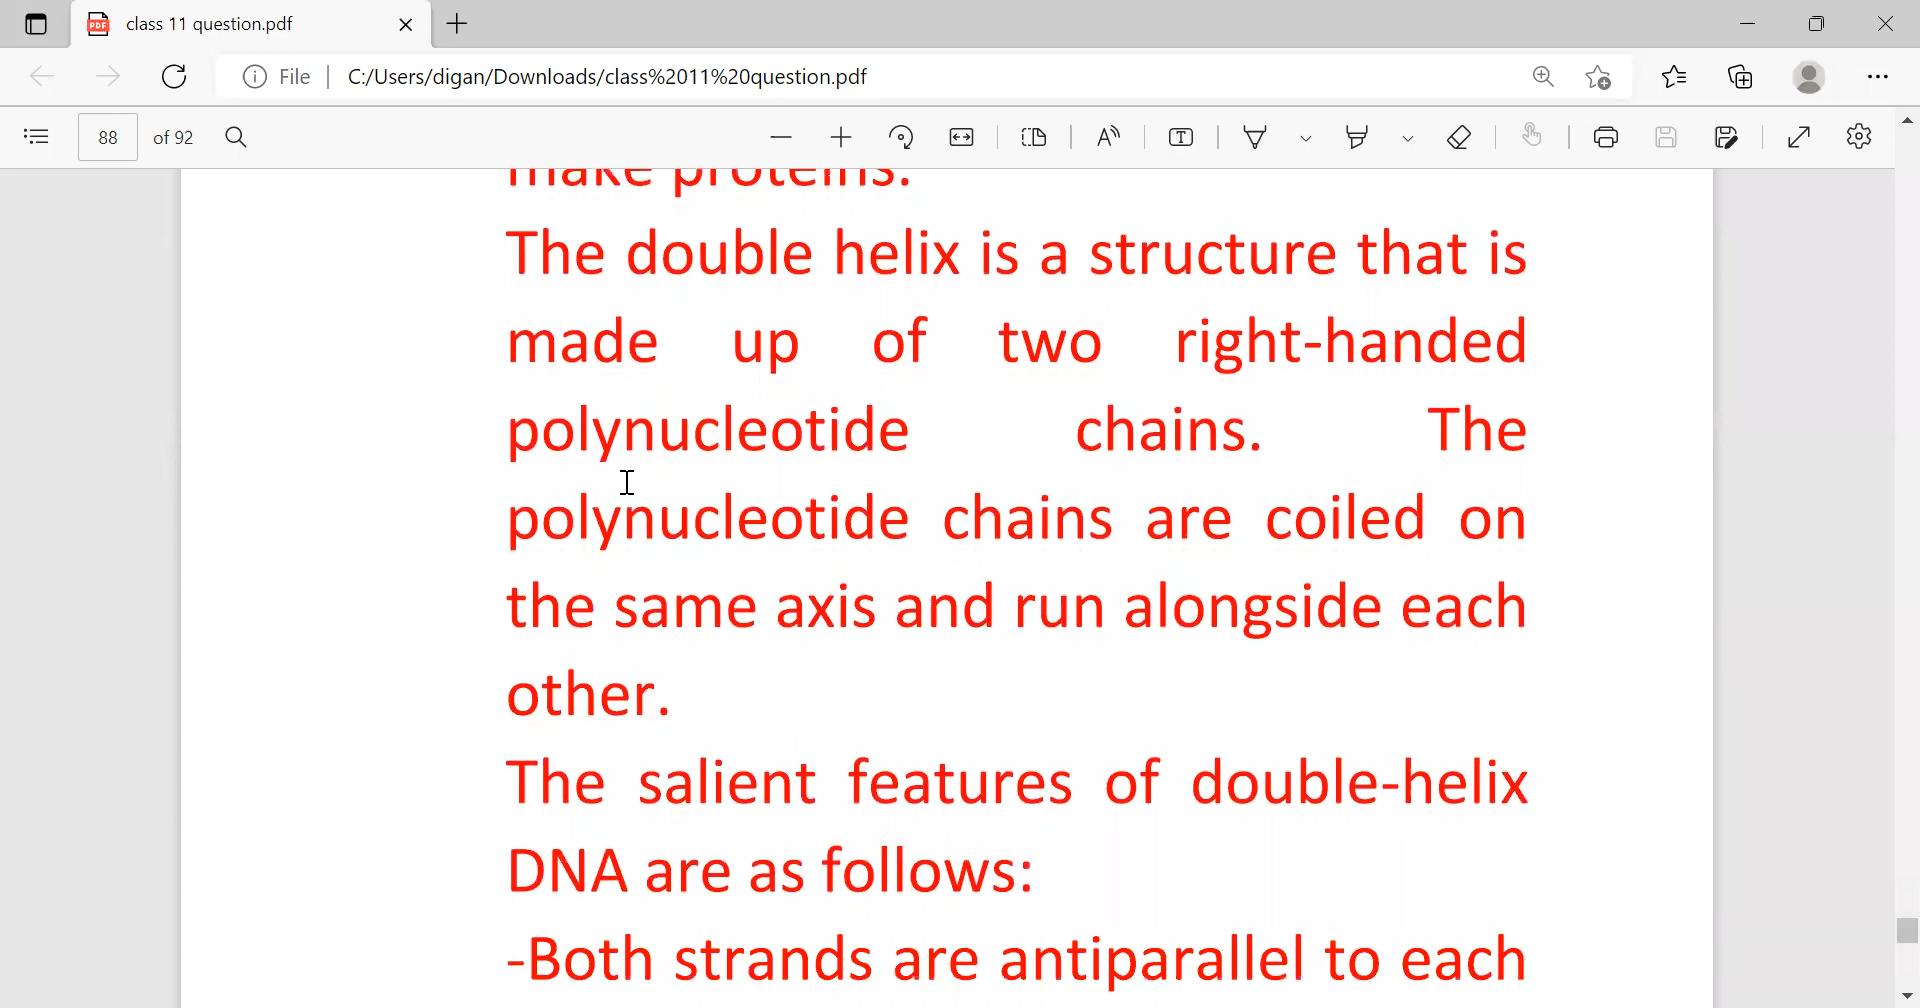 class 11 question.pdf
File | C:/Users/digan/Downloads/class%2011%20question.pdf
88 of 92
make proteins.
The double helix is a structure that is
made up of two right-handed
polynucleotide chains. The
polynucleotide chains are coiled on
the same axis and run alongside each
other.
The salient features of double-helix
DNA are as follows:
-Both strands are antiparallel to each